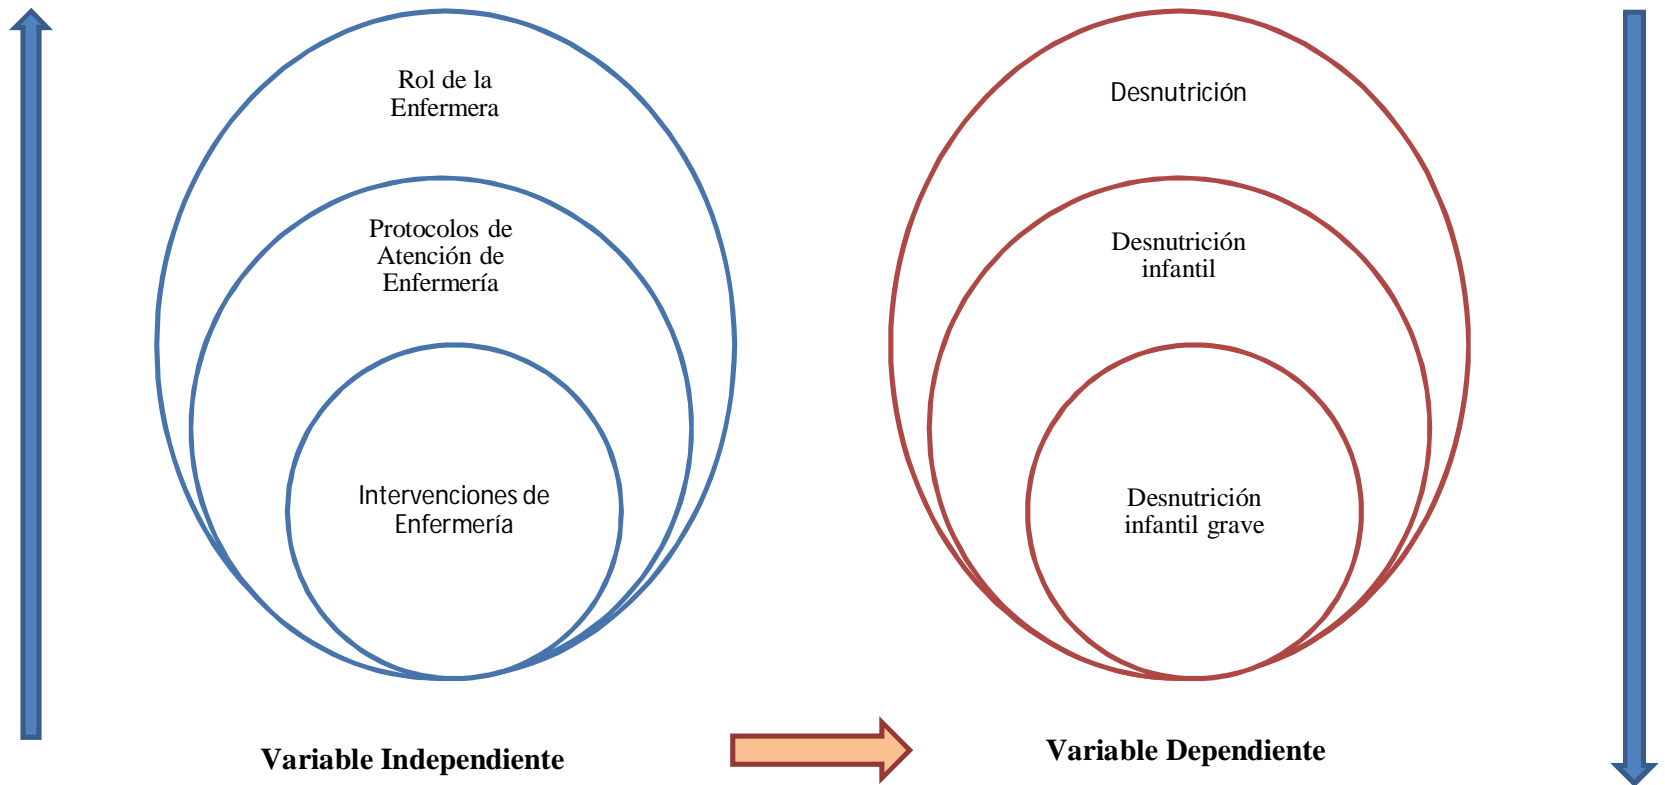 Rol de la
Enfermera
Protocolos de
Atención de
Enfermería
Intervenciones de
Enfermería
Variable Independiente
Desnutrición
Desnutrición
infantil
Desnutrición
infantil grave
Variable Dependiente